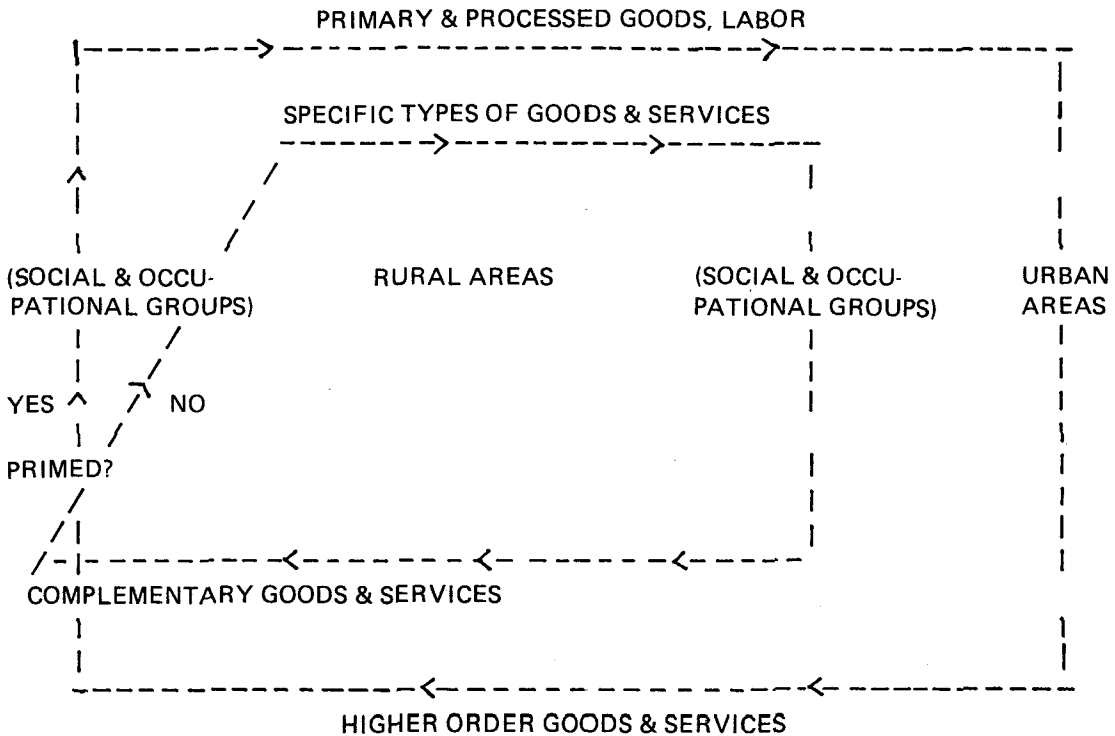 PRIMARY & PROCESSED GOODS, LABOR
SPECIFIC TYPES OF GOODS & SERVICES
(SOCIAL & OCCU-
PATIONAL GROUPS)
RURAL AREAS
(SOCIAL & OCCU-
PATIONAL GROUPS)
URBAN
AREAS
YES
NO
PRIMED?
COMPLEMENTARY GOODS & SERVICES
HIGHER ORDER GOODS & SERVICES